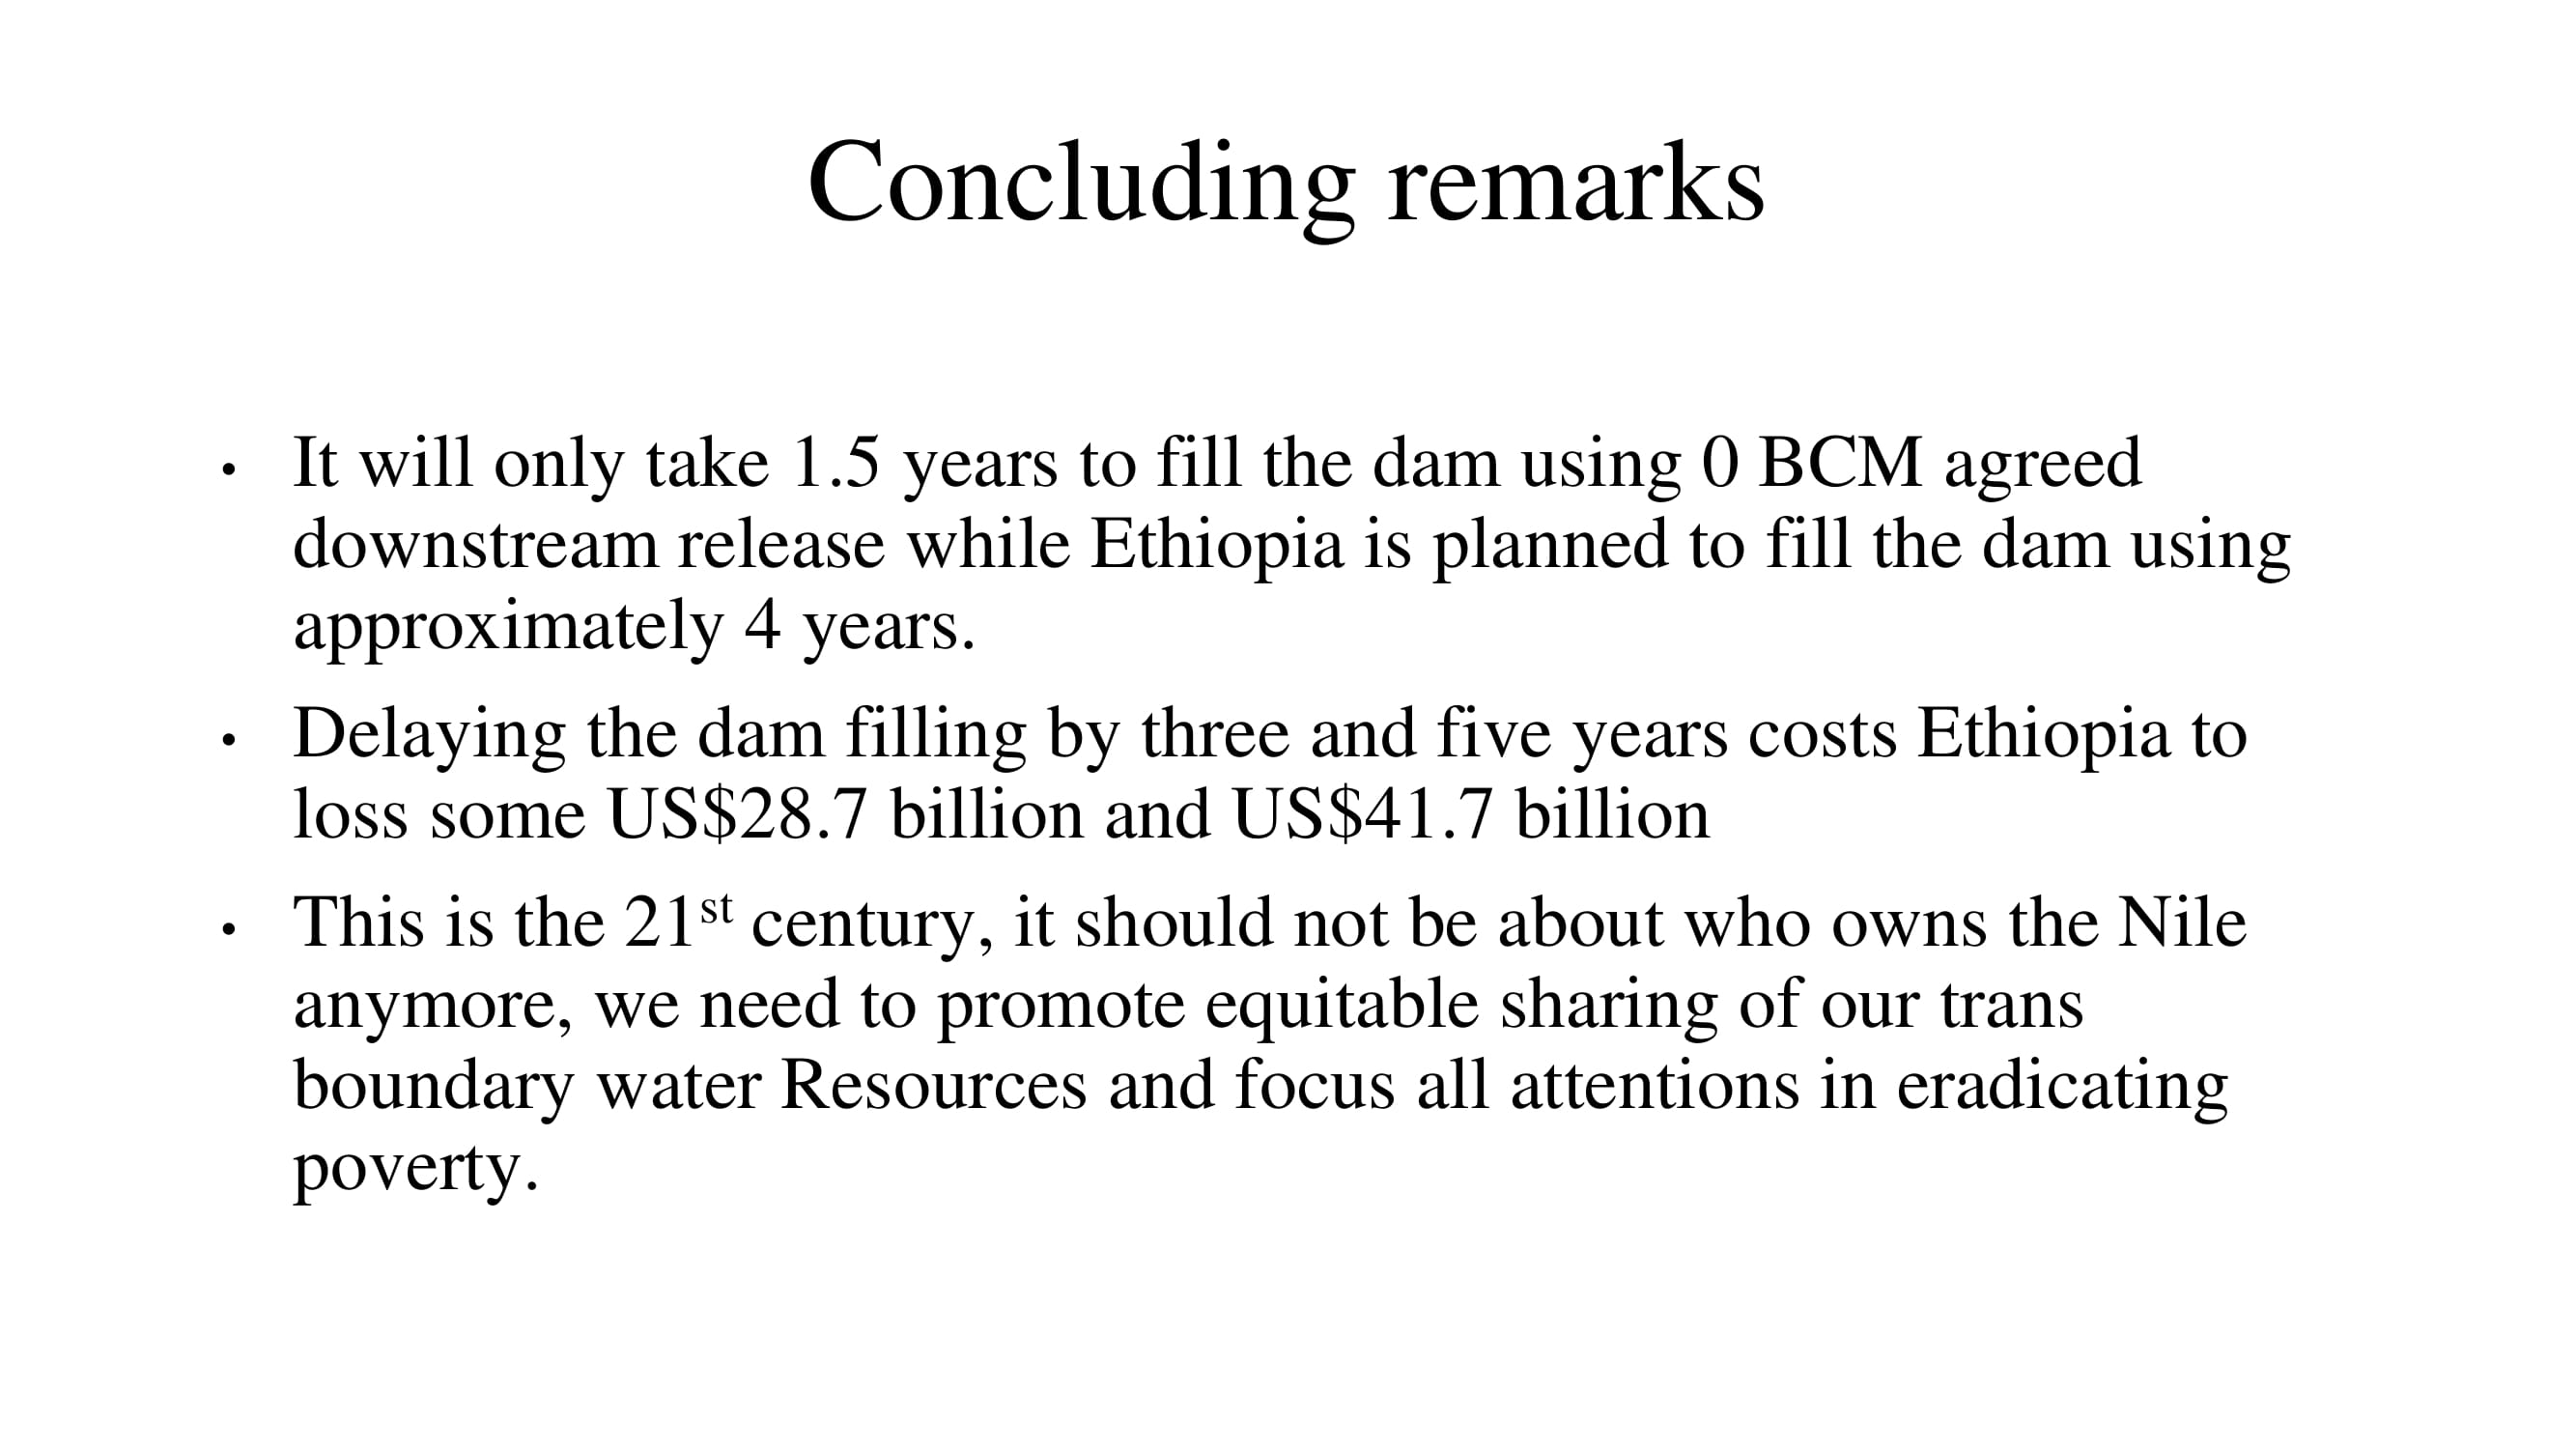 Concluding remarks
• It will only take 1.5 years to fill the dam using 0 BCM agreed
downstream release while Ethiopia is planned to fill the dam using
approximately 4 years.
• Delaying the dam filling by three and five years costs Ethiopia to
loss some US$28.7 billion and US$41.7 billion
• This is the 21st century, it should not be about who owns the Nile
anymore, we need to promote equitable sharing of our trans
boundary water Resources and focus all attentions in eradicating
poverty.